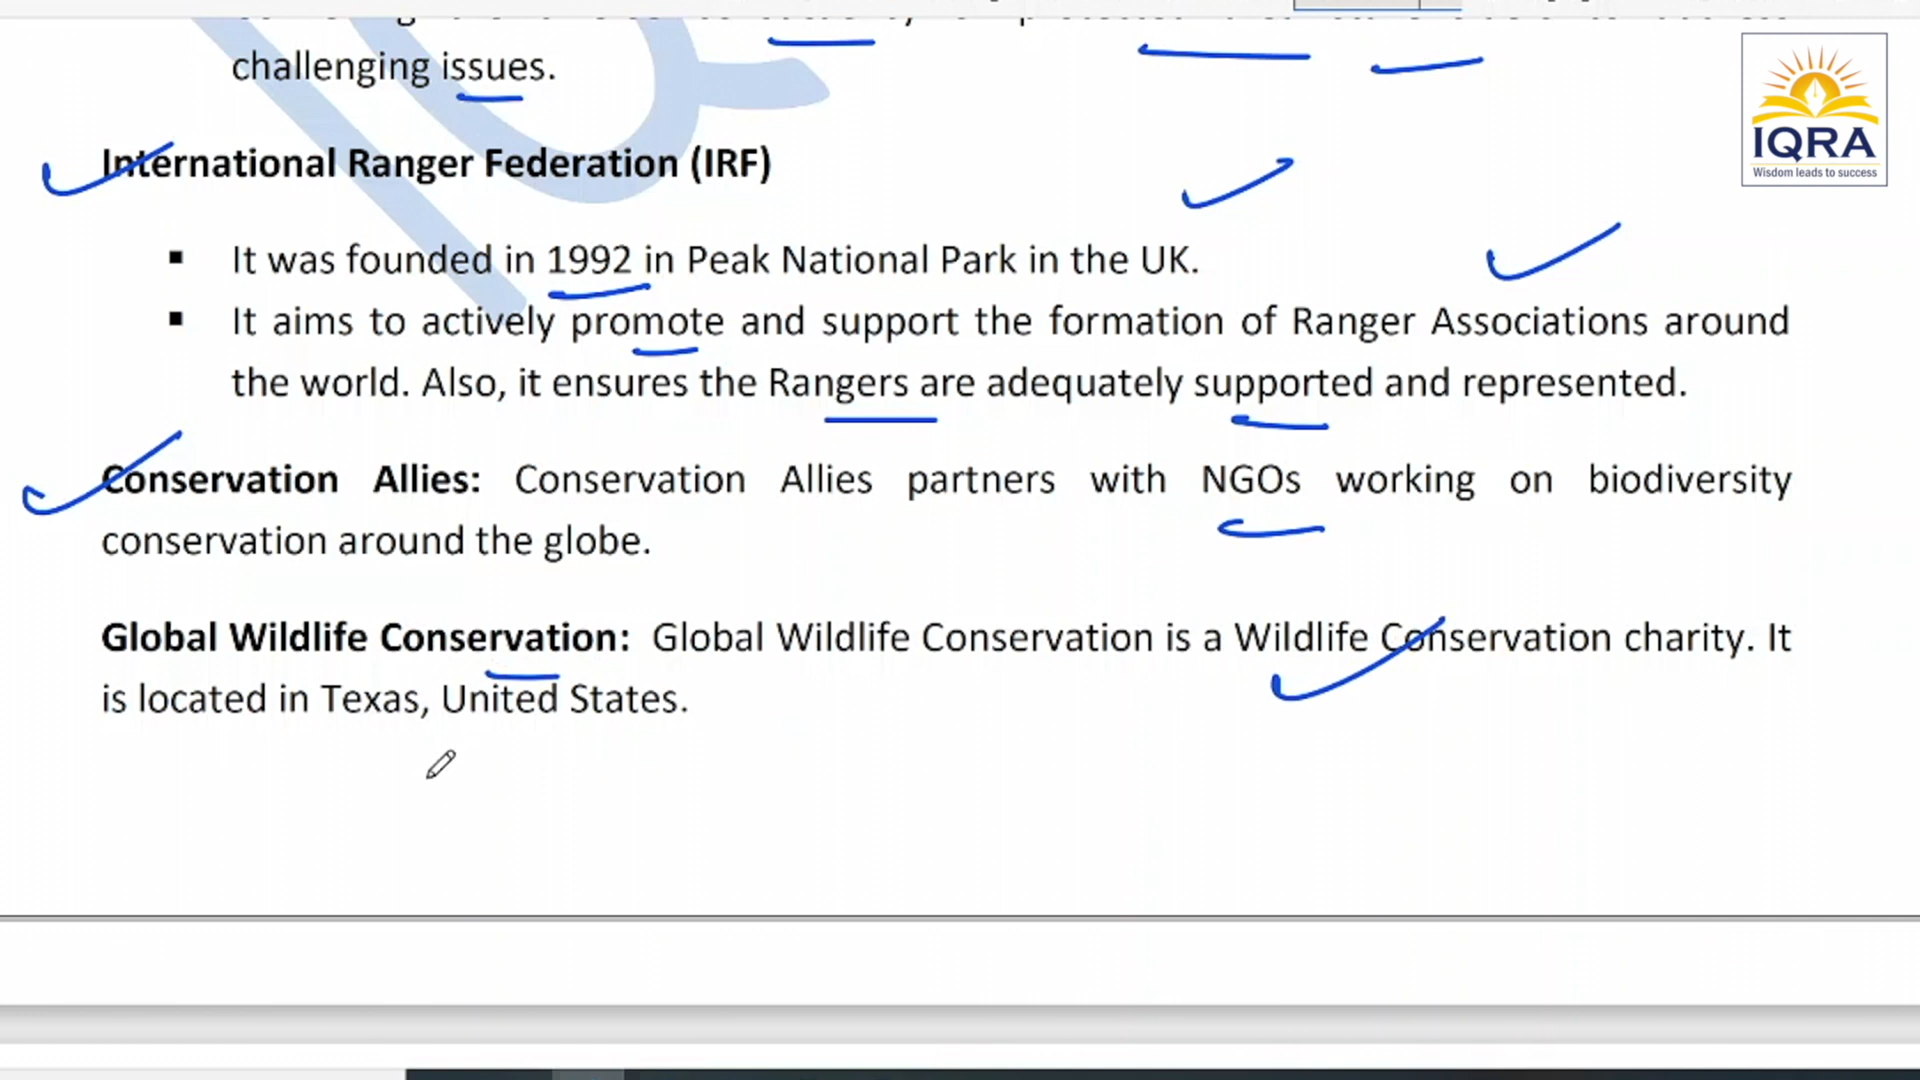 challenging issues.
IQRA
Wisdom leads to success
International Ranger Federation (IRF)
▪ It was founded in 1992 in Peak National Park in the UK.
▪ It aims to actively promote and support the formation of Ranger Associations around
the world. Also, it ensures the Rangers are adequately supported and represented.
Conservation Allies: Conservation Allies partners with NGOs working on biodiversity
conservation around the globe.
Global Wildlife Conservation: Global Wildlife Conservation is a Wildlife Conservation charity. It
is located in Texas, United States.